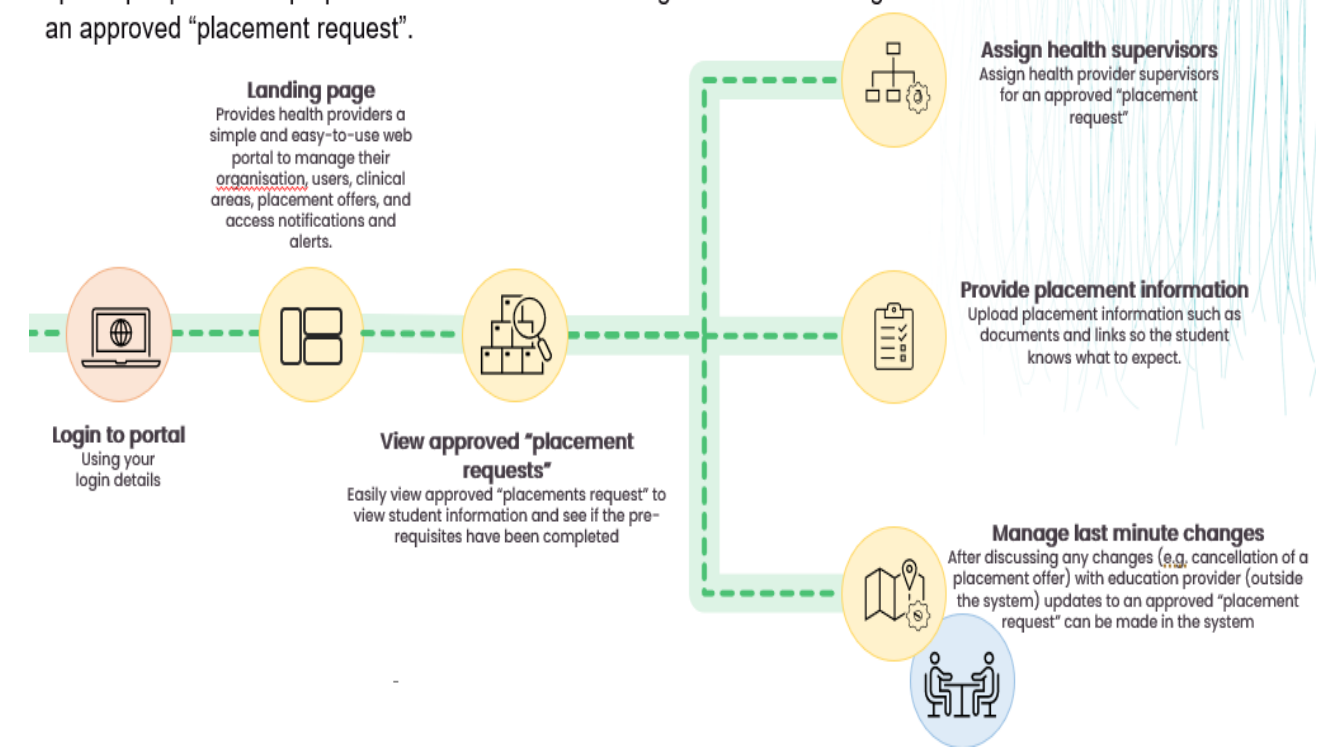 an approved “placement request”.
Landing page
Provides health providers a
simple and easy-to-use web
portal to manage their
organisation, users, clinical
areas, placement offers, and
access notifications and
alerts.
Login to portal
Using your
login details
View approved “placement
requests”
Easily view approved “placements request” to
view student information and see if the pre-
requisites have been completed
Assign health supervisors
Assign health provider supervisors
for an approved “placement
request”
Provide placement information
Upload placement information such as
documents and links so the student
knows what to expect.
Manage last minute changes
After discussing any changes (e.g. cancellation of a
placement offer) with education provider (outside
the system) updates to an approved “placement
request” can be made in the system